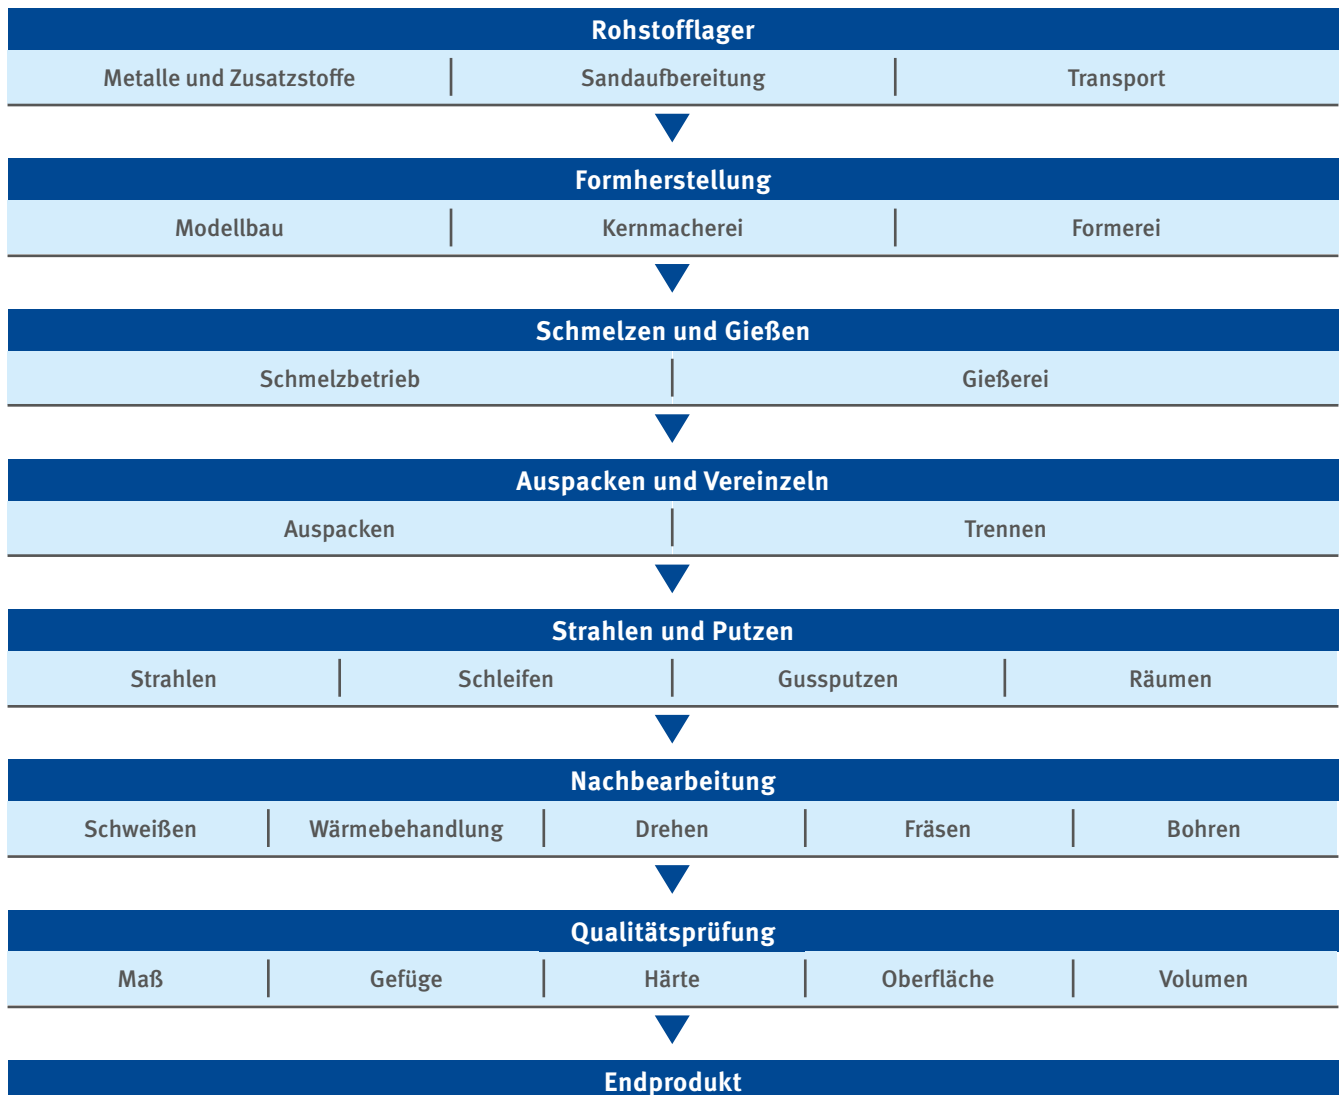 Rohstofflager
Metalle und Zusatzstoffe | Sandaufbereitung | Transport
Formherstellung
Modellbau | Kernmacherei | Formerei
Schmelzen und Gießen
Schmelzbetrieb | Gießerei
Auspacken und Vereinzeln
Auspacken | Trennen
Strahlen und Putzen
Strahlen | Schleifen | Gussputzen | Räumen
Nachbearbeitung
Schweißen | Wärmebehandlung | Drehen | Fräsen | Bohren
Qualitätsprüfung
Maß | Gefüge | Härte | Oberfläche | Volumen
Endprodukt